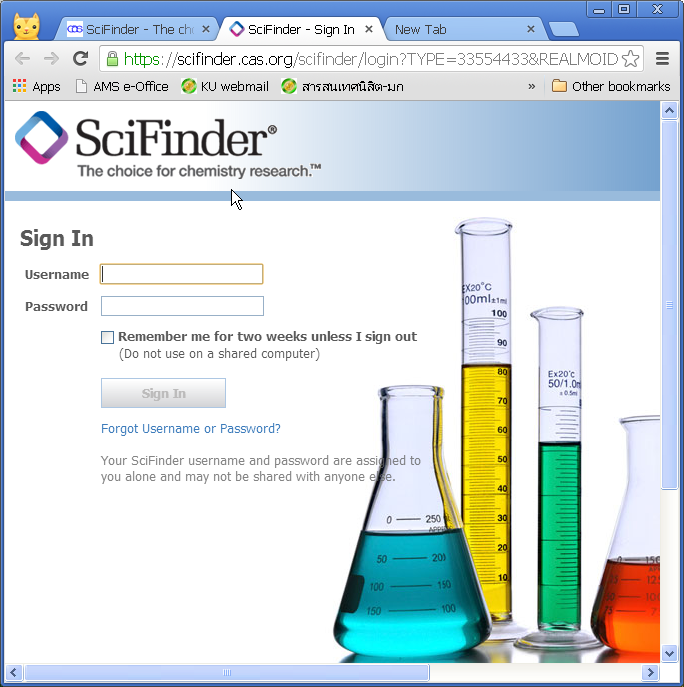 CAS SciFinder - The ch
SciFinder - Sign In
New Tab
https://scifinder.cas.org/scifinder/login?TYPE=33554433&REALMOID
Apps
AMS e-Office
KU webmail
สารสนเทศนิสิต-มก
»
Other bookmarks
SciFinder®
The choice for chemistry research.™
Sign In
Username
Password
Remember me for two weeks unless I sign out
(Do not use on a shared computer)
Sign In
Forgot Username or Password?
Your SciFinder username and password are assigned to
you alone and may not be shared with anyone else.
EX20°C
100ml±1ml
100
90
80
70
60
50
40
30
20
10
Ex20°c
50/1.0m
± 0.5ml
0 250
APPR
50 200
100 150
150 100
0 150